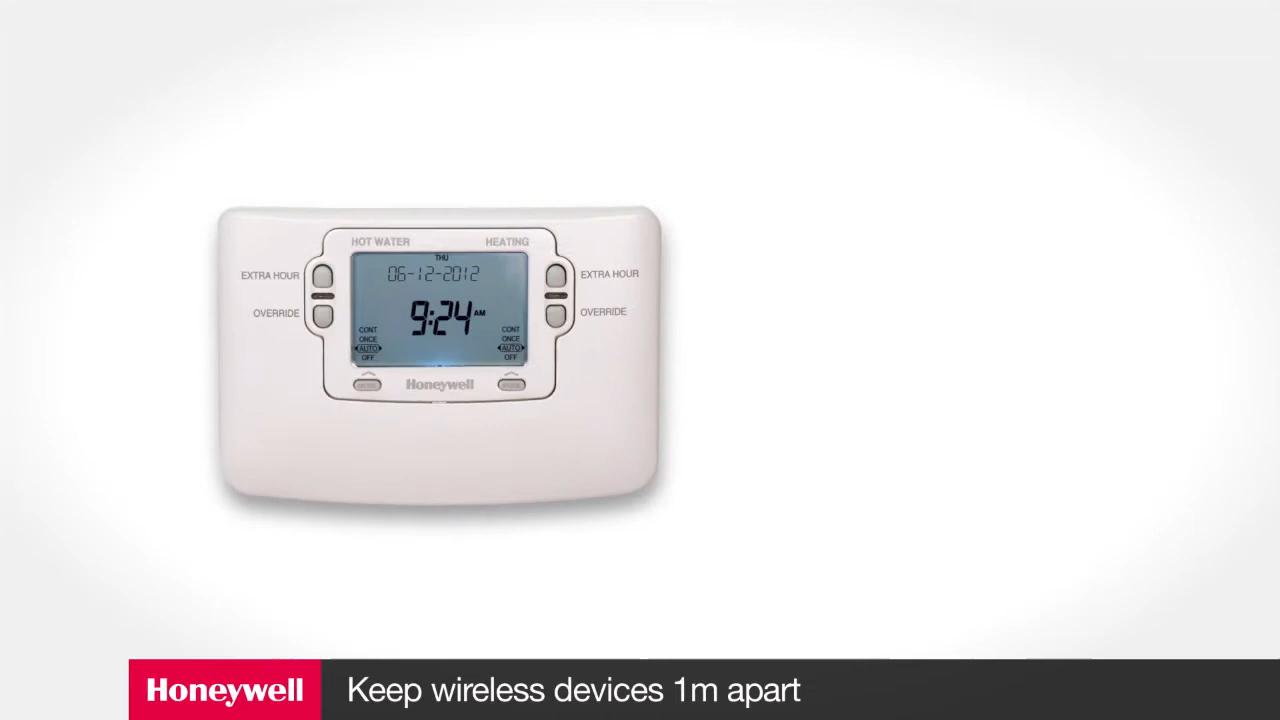 HOT WATER HEATING
THU
EXTRA HOUR 06-12-2012 EXTRA HOUR
OVERRIDE 9:24 AM OVERRIDE
CONT CONT
ONCE ONCE
AUTO AUTO
OFF OFF
Honeywell
Honeywell Keep wireless devices 1m apart